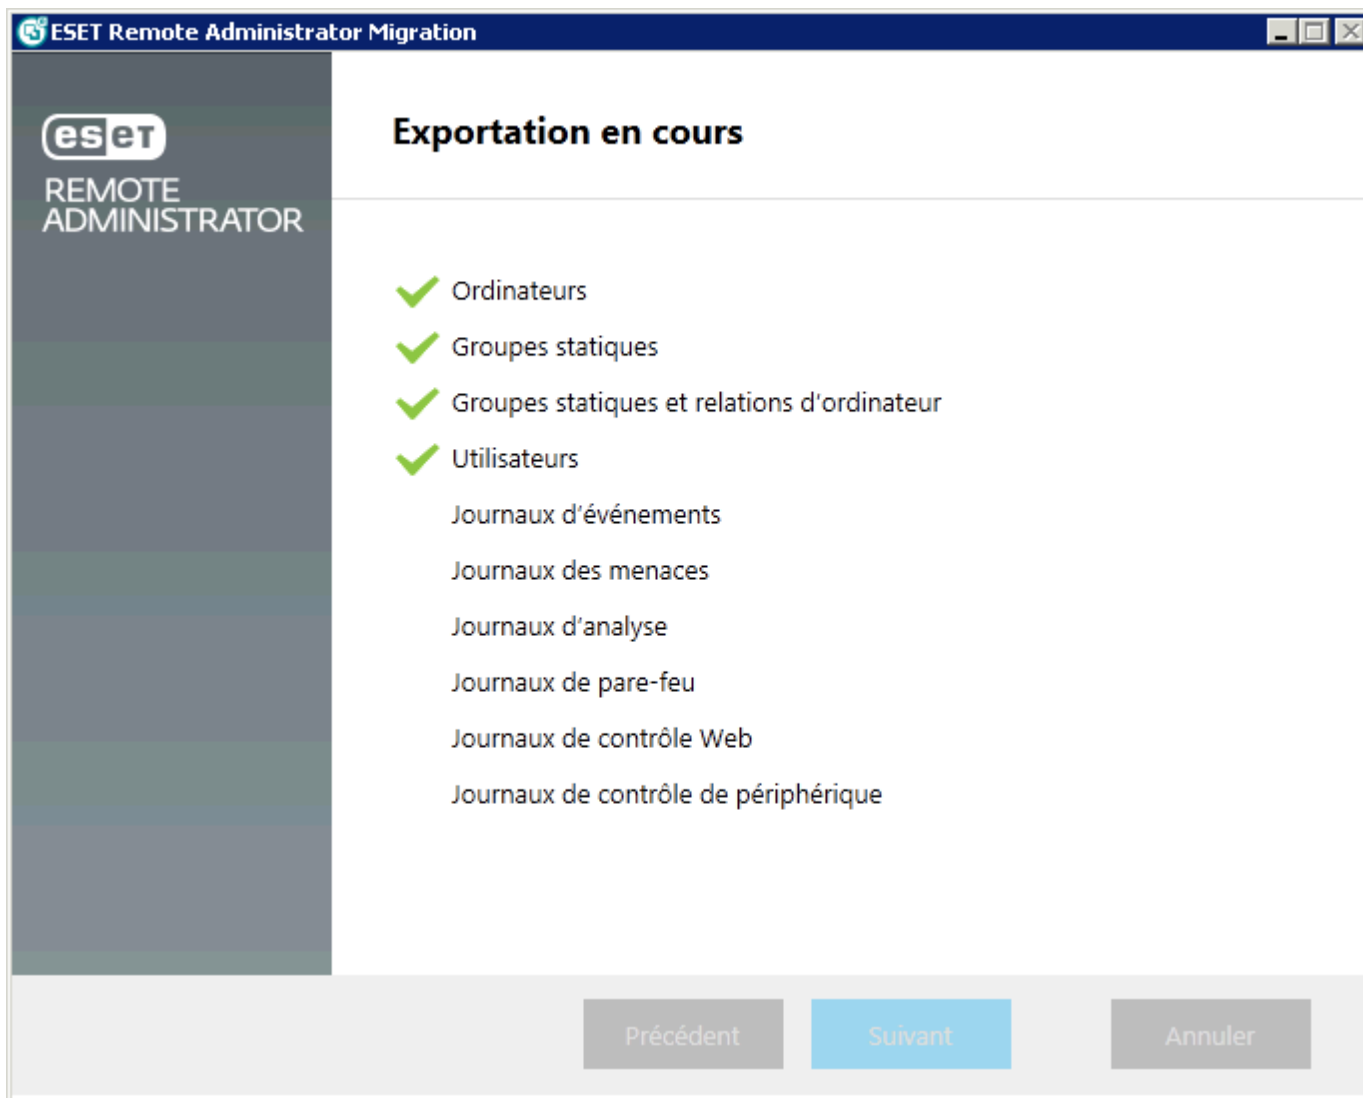 ESET Remote Administrator Migration
eset
REMOTE
ADMINISTRATOR
Exportation en cours
Ordinateurs
Groupes statiques
Groupes statiques et relations d'ordinateur
Utilisateurs
Journaux d'événements
Journaux des menaces
Journaux d'analyse
Journaux de pare-feu
Journaux de contrôle Web
Journaux de contrôle de périphérique
Précédent
Suivant
Annuler